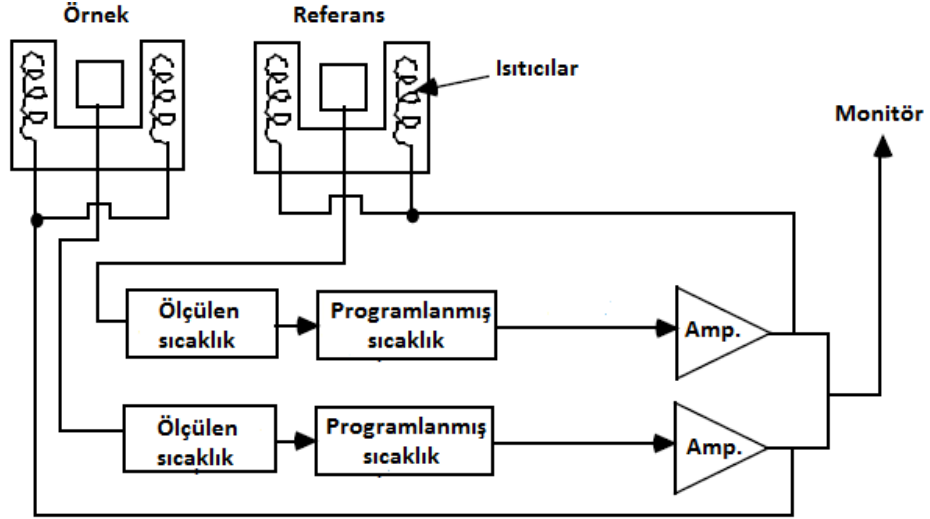 Örnek
Referans
Isıtıcılar
Monitör
Ölçülen
sıcaklık
Programlanmış
sıcaklık
Amp.
Ölçülen
sıcaklık
Programlanmış
sıcaklık
Amp.